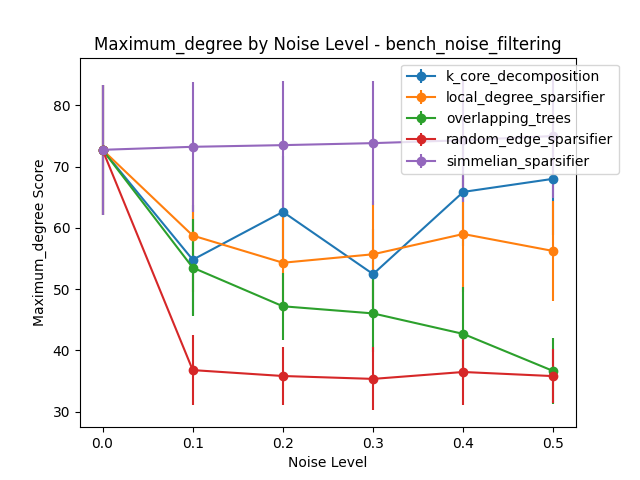 Maximum_degree by Noise Level - bench_noise_filtering
k_core_decomposition
local_degree_sparsifier
overlapping_trees
random_edge_sparsifier
simmelian_sparsifier
Maximum_degree Score
80
70
60
50
40
30
0.0 0.1 0.2 0.3 0.4 0.5
Noise Level